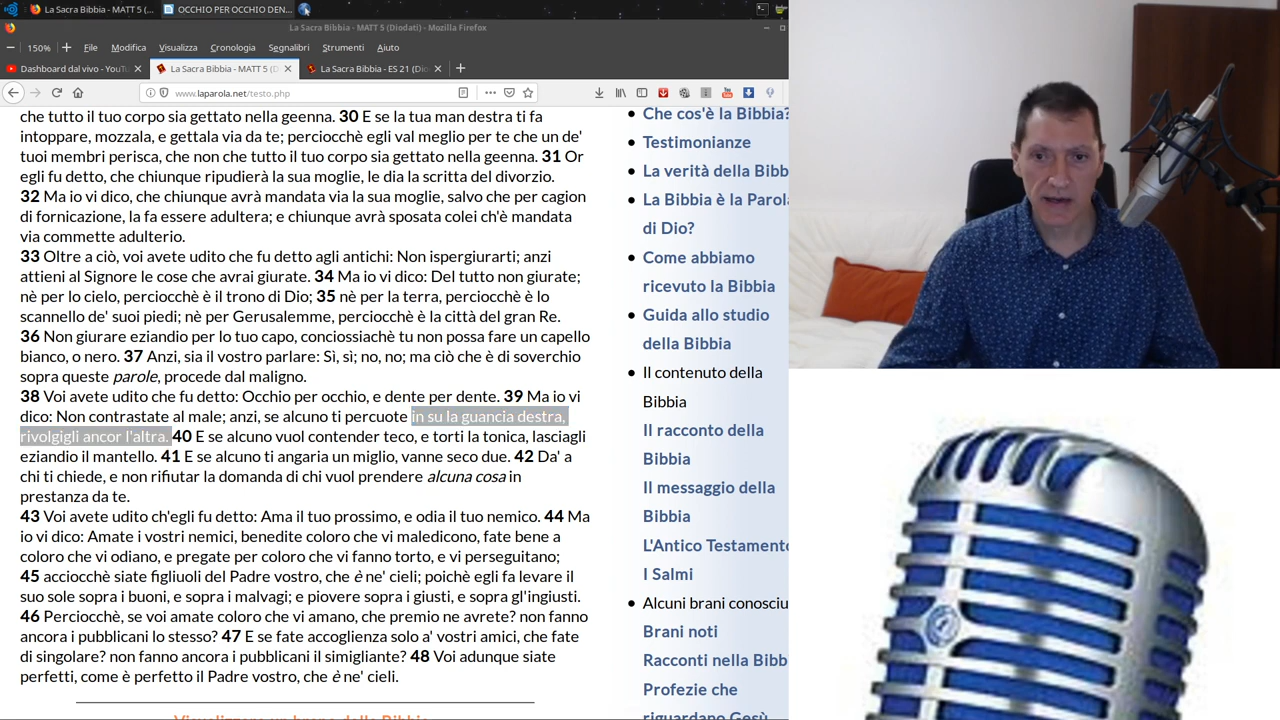 La Sacra Bibbia - MATT 5 (...
OCCHIO PER OCCHIO DEN...
La Sacra Bibbia - MATT 5 (Diodati) - Mozilla Firefox
150%
File Modifica Visualizza Cronologia Segnalibri Strumenti Aiuto
Dashboard dal vivo - YouTu
La Sacra Bibbia - MATT 5 (D
La Sacra Bibbia - ES 21 (Dio
www.laparola.net/testo.php
che tutto il tuo corpo sia gettato nella geenna. 30 E se la tua man destra ti fa
intoppare, mozzala, e gettala via da te; perciocchè egli val meglio per te che un de'
tuoi membri perisca, che non che tutto il tuo corpo sia gettato nella geenna. 31 Or
egli fu detto, che chiunque ripudierà la sua moglie, le dia la scritta del divorzio.
32 Ma io vi dico, che chiunque avrà mandata via la sua moglie, salvo che per cagion
di fornicazione, la fa essere adultera; e chiunque avrà sposata colei ch'è mandata
via commette adulterio.
33 Oltre a ciò, voi avete udito che fu detto agli antichi: Non ispergiurarti; anzi
attieni al Signore le cose che avrai giurate. 34 Ma io vi dico: Del tutto non giurate;
nè per lo cielo, perciocchè è il trono di Dio; 35 nè per la terra, perciocchè è lo
scannello de' suoi piedi; nè per Gerusalemme, perciocchè è la città del gran Re.
36 Non giurare eziandio per lo tuo capo, conciossiachè tu non possa fare un capello
bianco, o nero. 37 Anzi, sia il vostro parlare: Sì, sì; no, no; ma ciò che è di soverchio
sopra queste parole, procede dal maligno.
38 Voi avete udito che fu detto: Occhio per occhio, e dente per dente. 39 Ma io vi
dico: Non contrastate al male; anzi, se alcuno ti percuote in su la guancia destra,
rivolgigli ancor l'altra. 40 E se alcuno vuol contender teco, e torti la tonica, lasciagli
eziandio il mantello. 41 E se alcuno ti angaria un miglio, vanne seco due. 42 Da' a
chi ti chiede, e non rifiutar la domanda di chi vuol prendere alcuna cosa in
prestanza da te.
43 Voi avete udito ch'egli fu detto: Ama il tuo prossimo, e odia il tuo nemico. 44 Ma
io vi dico: Amate i vostri nemici, benedite coloro che vi maledicono, fate bene a
coloro che vi odiano, e pregate per coloro che vi fanno torto, e vi perseguitano;
45 acciocchè siate figliuoli del Padre vostro, che è ne' cieli; poichè egli fa levare il
suo sole sopra i buoni, e sopra i malvagi; e piovere sopra i giusti, e sopra gl'ingiusti.
46 Perciocchè, se voi amate coloro che vi amano, che premio ne avrete? non fanno
ancora i pubblicani lo stesso? 47 E se fate accoglienza solo a' vostri amici, che fate
di singolare? non fanno ancora i pubblicani il simigliante? 48 Voi adunque siate
perfetti, come è perfetto il Padre vostro, che è ne' cieli.
Visualizzare un brano della Bibbia
Che cos'è la Bibbia?
Testimonianze
La verità della Bibb
La Bibbia è la Parola
di Dio?
Come abbiamo
ricevuto la Bibbia
Guida allo studio
della Bibbia
Il contenuto della
Bibbia
Il racconto della
Bibbia
Il messaggio della
Bibbia
L'Antico Testamento
I Salmi
Alcuni brani conosciu
Brani noti
Racconti nella Bibb
Profezie che
riguardano Gesù